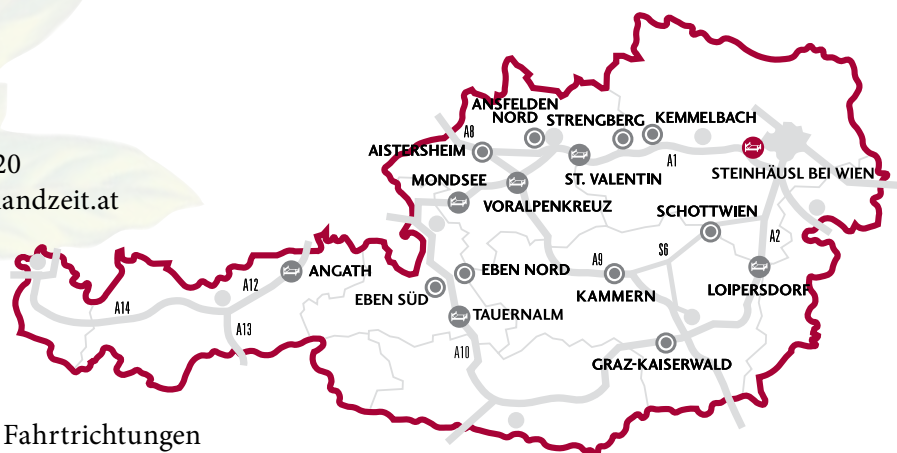 ANSFELDEN
NORD
STRENGBERG
KEMMELBACH
A8
AISTERSHEIM
A1
20
MONDSEE
ST. VALENTIN
STEINHÄUSL BEI WIEN
landzeit.at
VORALPENKREUZ
SCHOTTWIEN
A2
S6
ANGATH
EBEN NORD
A9
A12
EBEN SÜD
KAMMERN
LOIPERSDORF
A14
TAUERNALM
A13
A10
GRAZ-KAISERWALD
Fahrtrichtungen